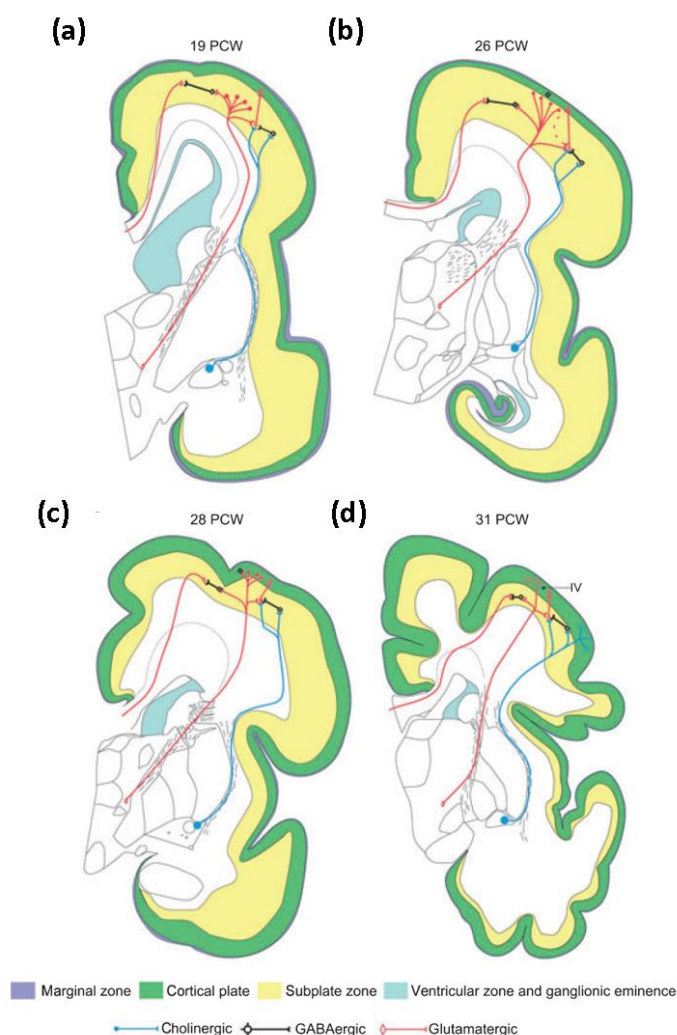 (a)
19 PCW
(b)
26 PCW
(c)
28 PCW
(d)
31 PCW
IV
Marginal zone
Cortical plate
Subplate zone
Ventricular zone and ganglionic eminence
Cholinergic
GABAergic
Glutamatergic